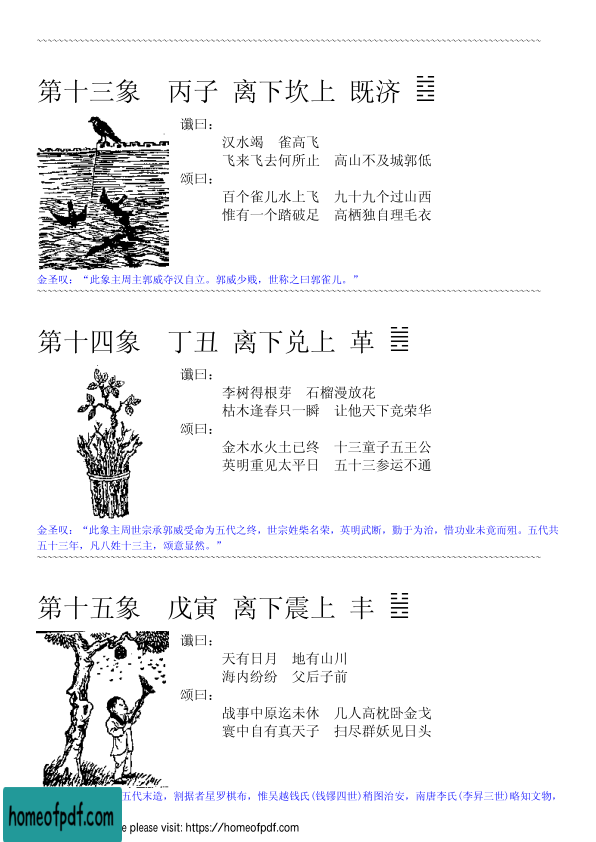 第十三象 丙子 离下坎上 既济 ䷾
谶曰：
汉水竭 雀高飞
飞来飞去何所止 高山不及城郭低
颂曰：
百个雀儿水上飞 九十九个过山西
惟有一个踏破足 高栖独自理毛衣
金圣叹：“此象主周主郭威夺汉自立。郭威少贱，世称之曰郭雀儿。”
第十四象 丁丑 离下兑上 革 ䷰
谶曰：
李树得根芽 石榴漫放花
枯木逢春只一瞬 让他天下竞荣华
颂曰：
金木水火土已终 十三童子五王公
英明重见太平日 五十三参运不通
金圣叹：“此象主周世宗承郭威受命为五代之终，世宗姓柴名荣，英明武断，勤于为治，惜功业未竟而殂。五代共
五十三年，凡八姓十三主，颂意显然。”
第十五象 戊寅 离下震上 丰 ䷶
谶曰：
天有日月 地有山川
海内纷纷 父后子前
颂曰：
战事中原迄未休 几人高枕卧金戈
寰中自有真天子 扫尽群妖见日头
五代末造，割据者星罗棋布，惟吴越钱氏(钱镠四世)稍图治安，南唐李氏(李昪三世)略知文物，
homeofpdf.com
e please visit: https://homeofpdf.com